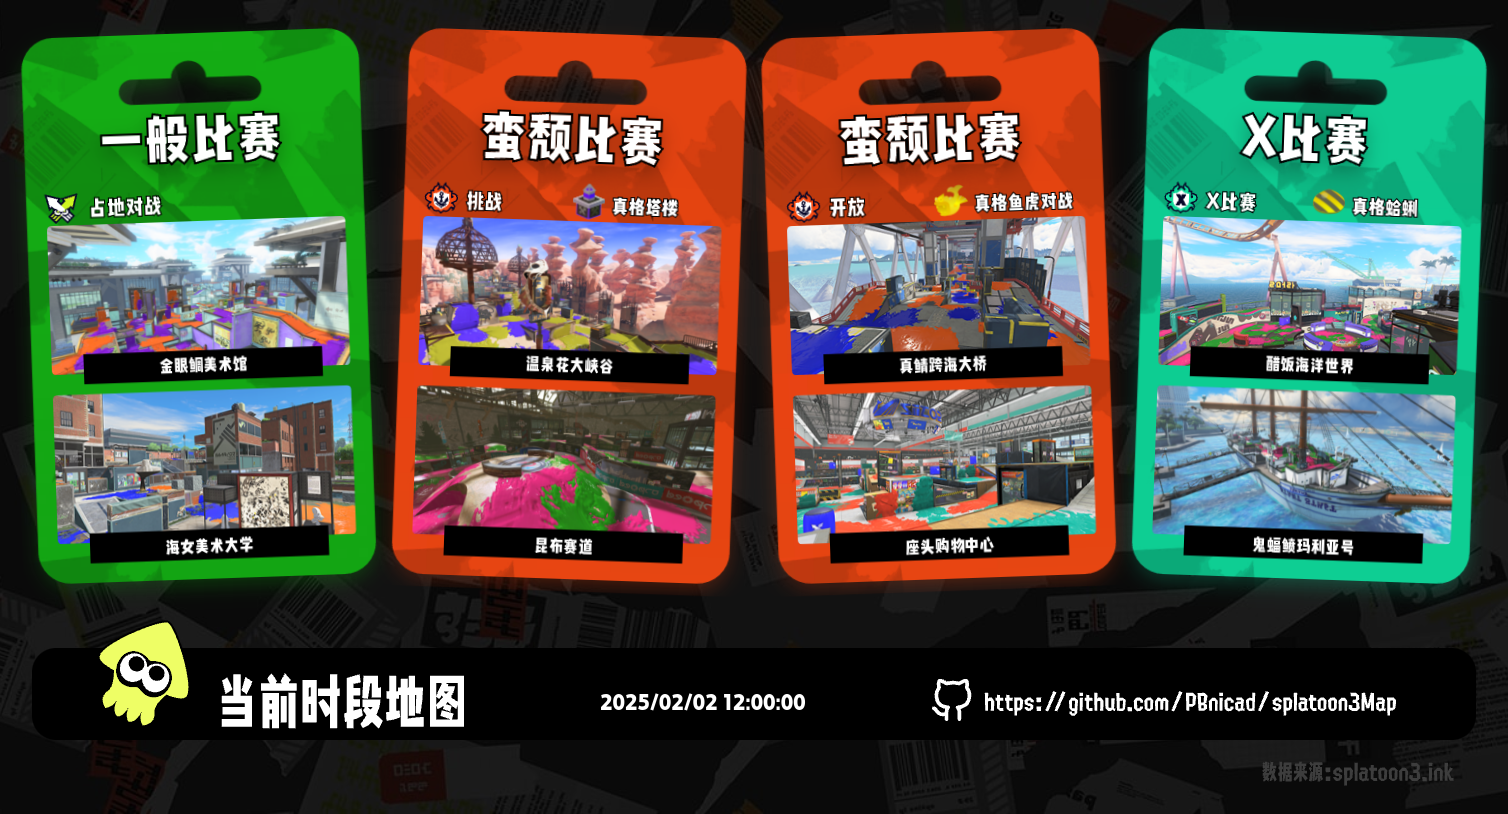 一般比赛
占地对战
金眼鲷美术馆
海女美术大学
蛮颓比赛
挑战
真格塔楼
温泉花大峡谷
昆布赛道
蛮颓比赛
开放
真格鱼虎对战
真鲭跨海大桥
座头购物中心
X比赛
X比赛
真格蛤蜊
醋饭海洋世界
鬼蝠鲼玛利亚号
当前时段地图
2025/02/02 12:00:00
https://github.com/PBnicad/splatoon3Map
数据来源:splatoon3.ink